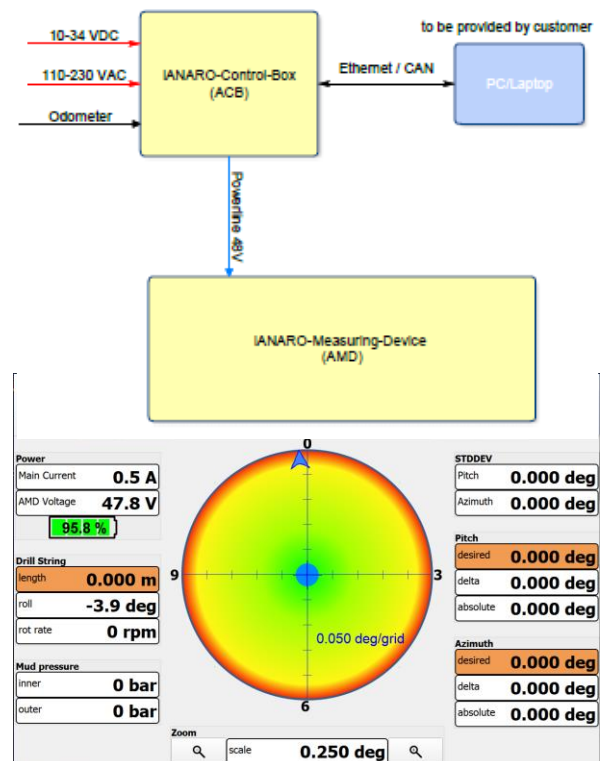 to be provided by customer
10-34 VDC
110-230 VAC
Odometer
IANARO-Control-Box
(ACB)
Ethernet / CAN
PC/Laptop
Powerline 48V
IANARO-Measuring-Device
(AMD)
Power
Main Current 0.5 A
AMD Voltage 47.8 V
95.8 %
Drill String
length 0.000 m
roll -3.9 deg
rot rate 0 rpm
Mud pressure
inner 0 bar
outer 0 bar
0
9
3
6
0.050 deg/grid
Zoom
scale 0.250 deg
STDDEV
Pitch 0.000 deg
Azimuth 0.000 deg
Pitch
desired 0.000 deg
delta 0.000 deg
absolute 0.000 deg
Azimuth
desired 0.000 deg
delta 0.000 deg
absolute 0.000 deg